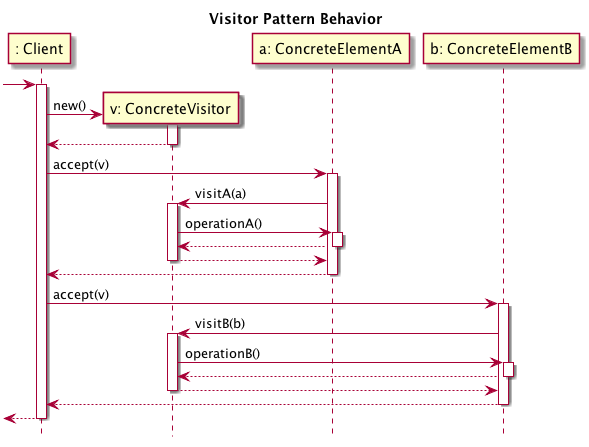 Visitor Pattern Behavior
: Client
a: ConcreteElementA
b: ConcreteElementB
new()
v: ConcreteVisitor
accept(v)
visitA(a)
operationA()
accept(v)
visitB(b)
operationB()